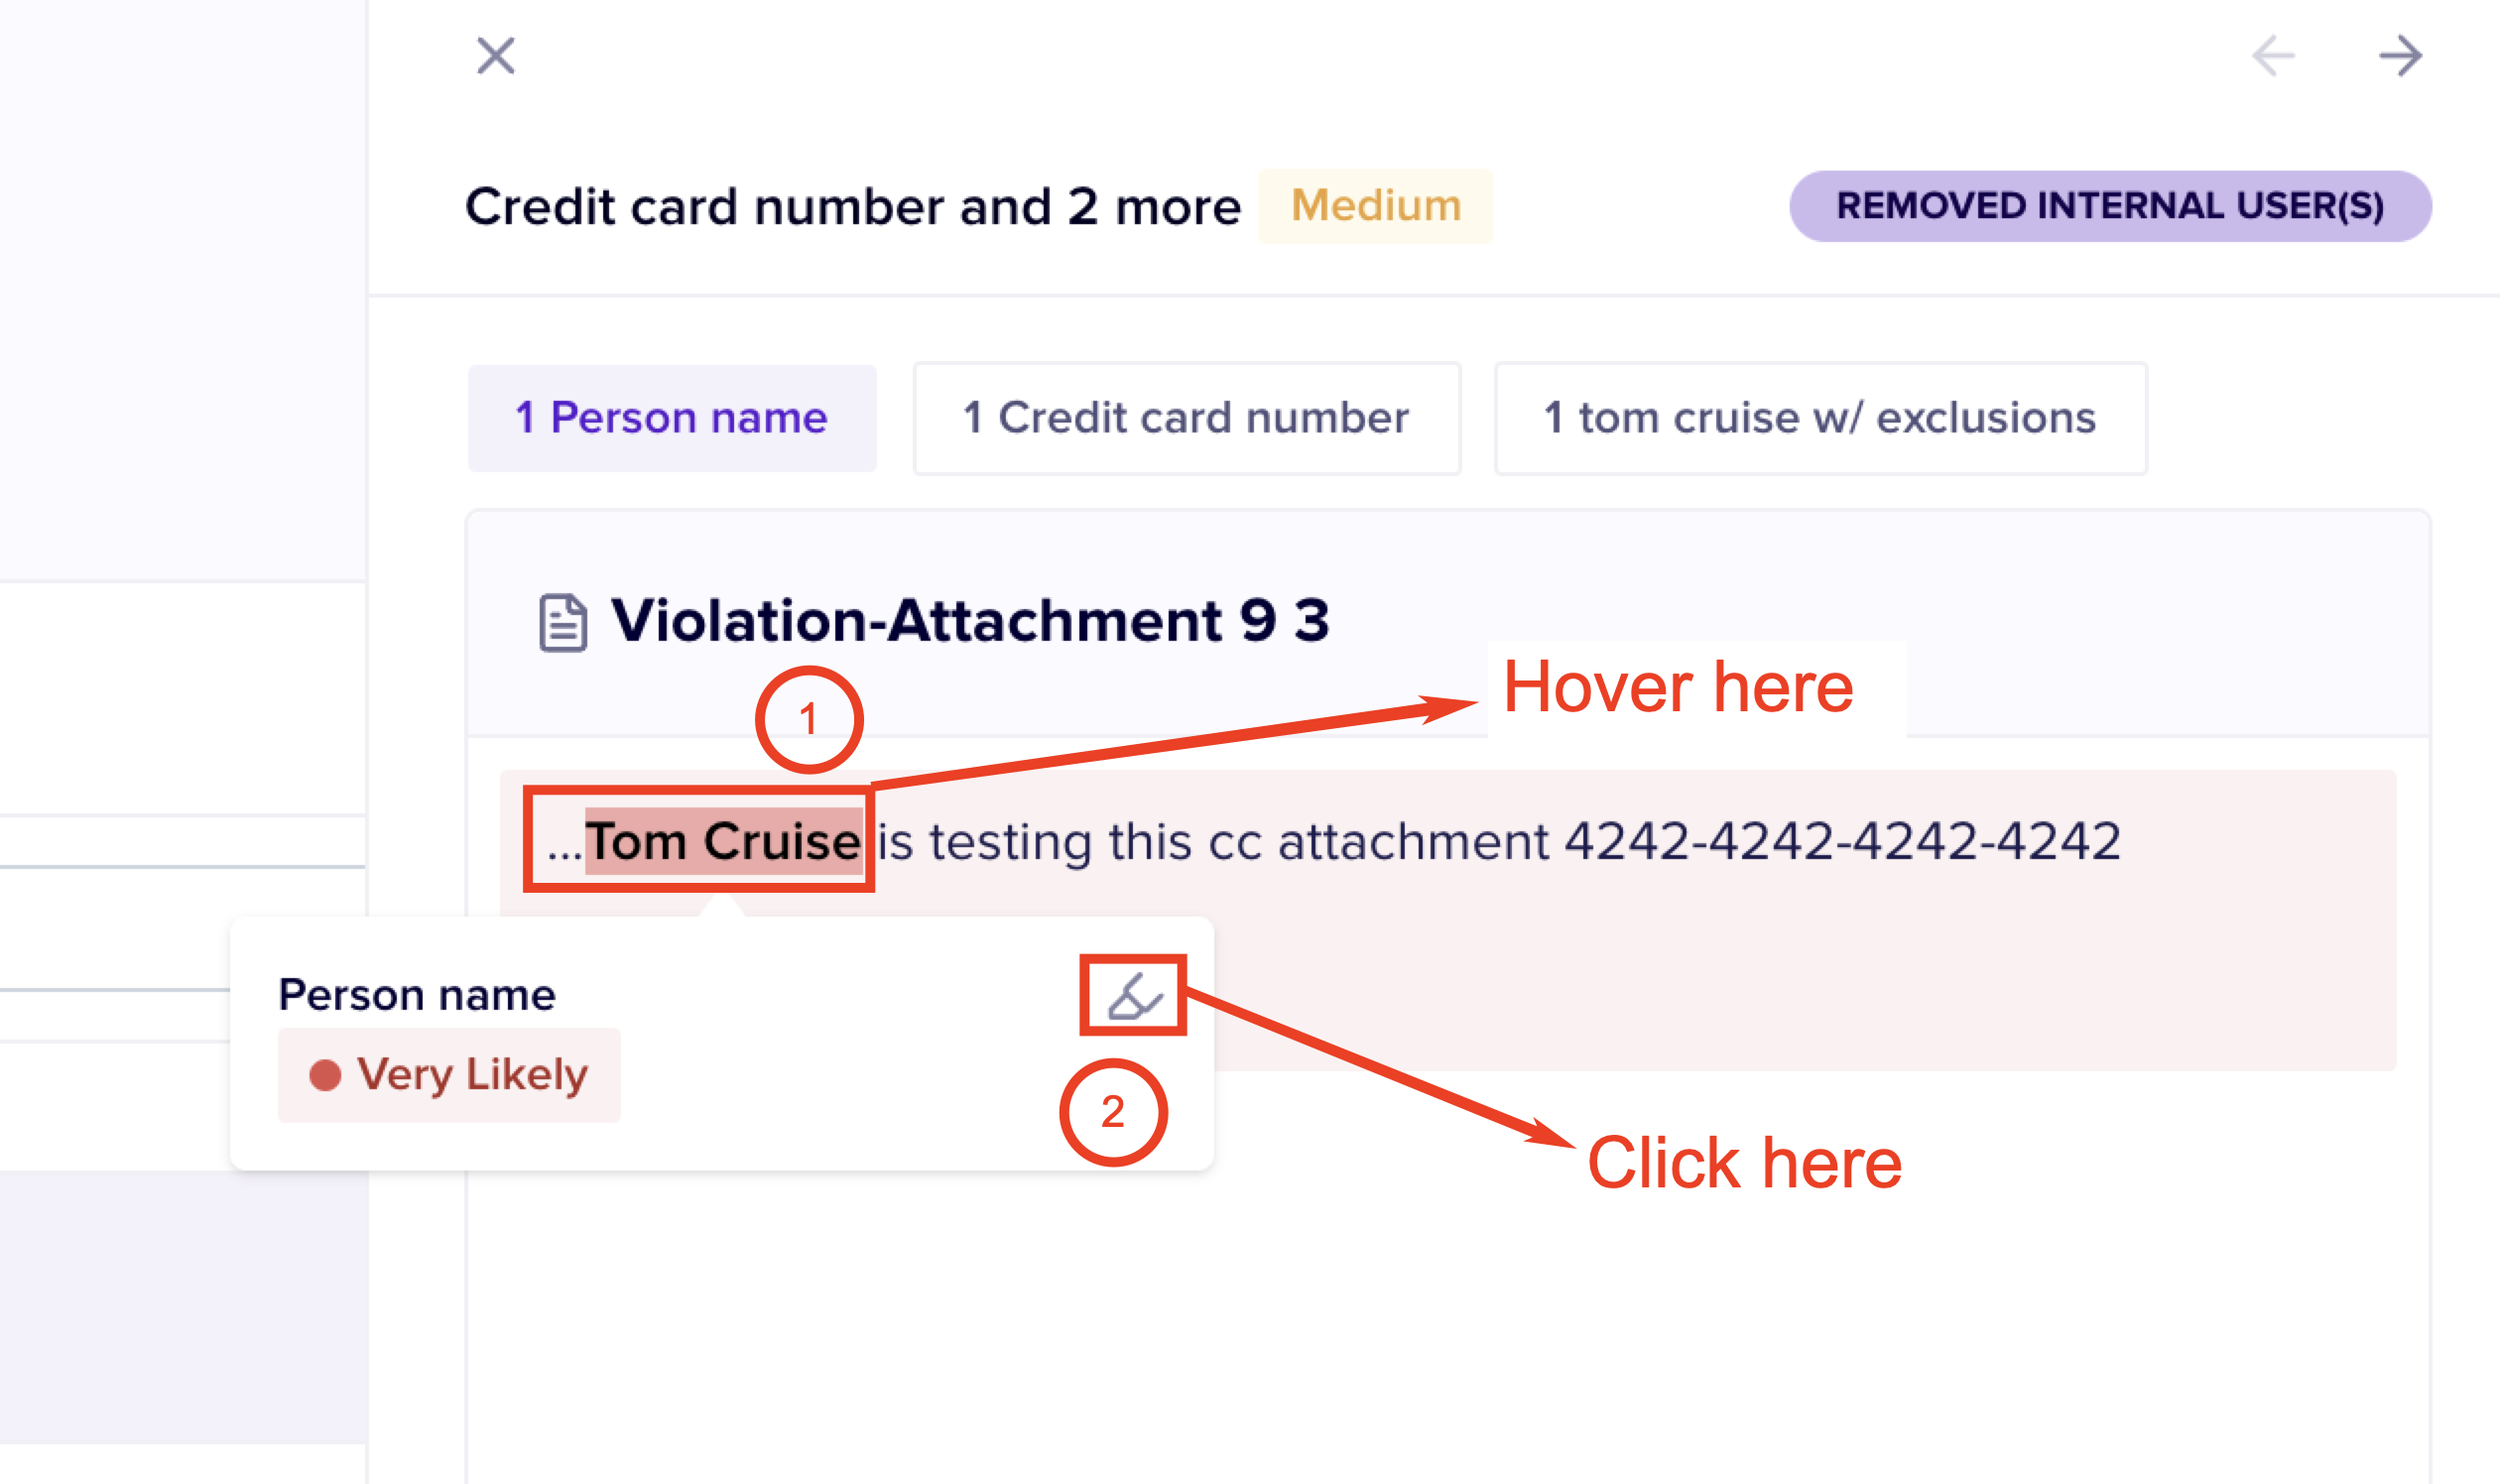 Credit card number and 2 more Medium REMOVED INTERNAL USER(S)
1 Person name 1 Credit card number 1 tom cruise w/ exclusions
Violation-Attachment 9 3
Hover here
1
...Tom Cruise is testing this cc attachment 4242-4242-4242-4242
Person name
Very Likely
2
Click here